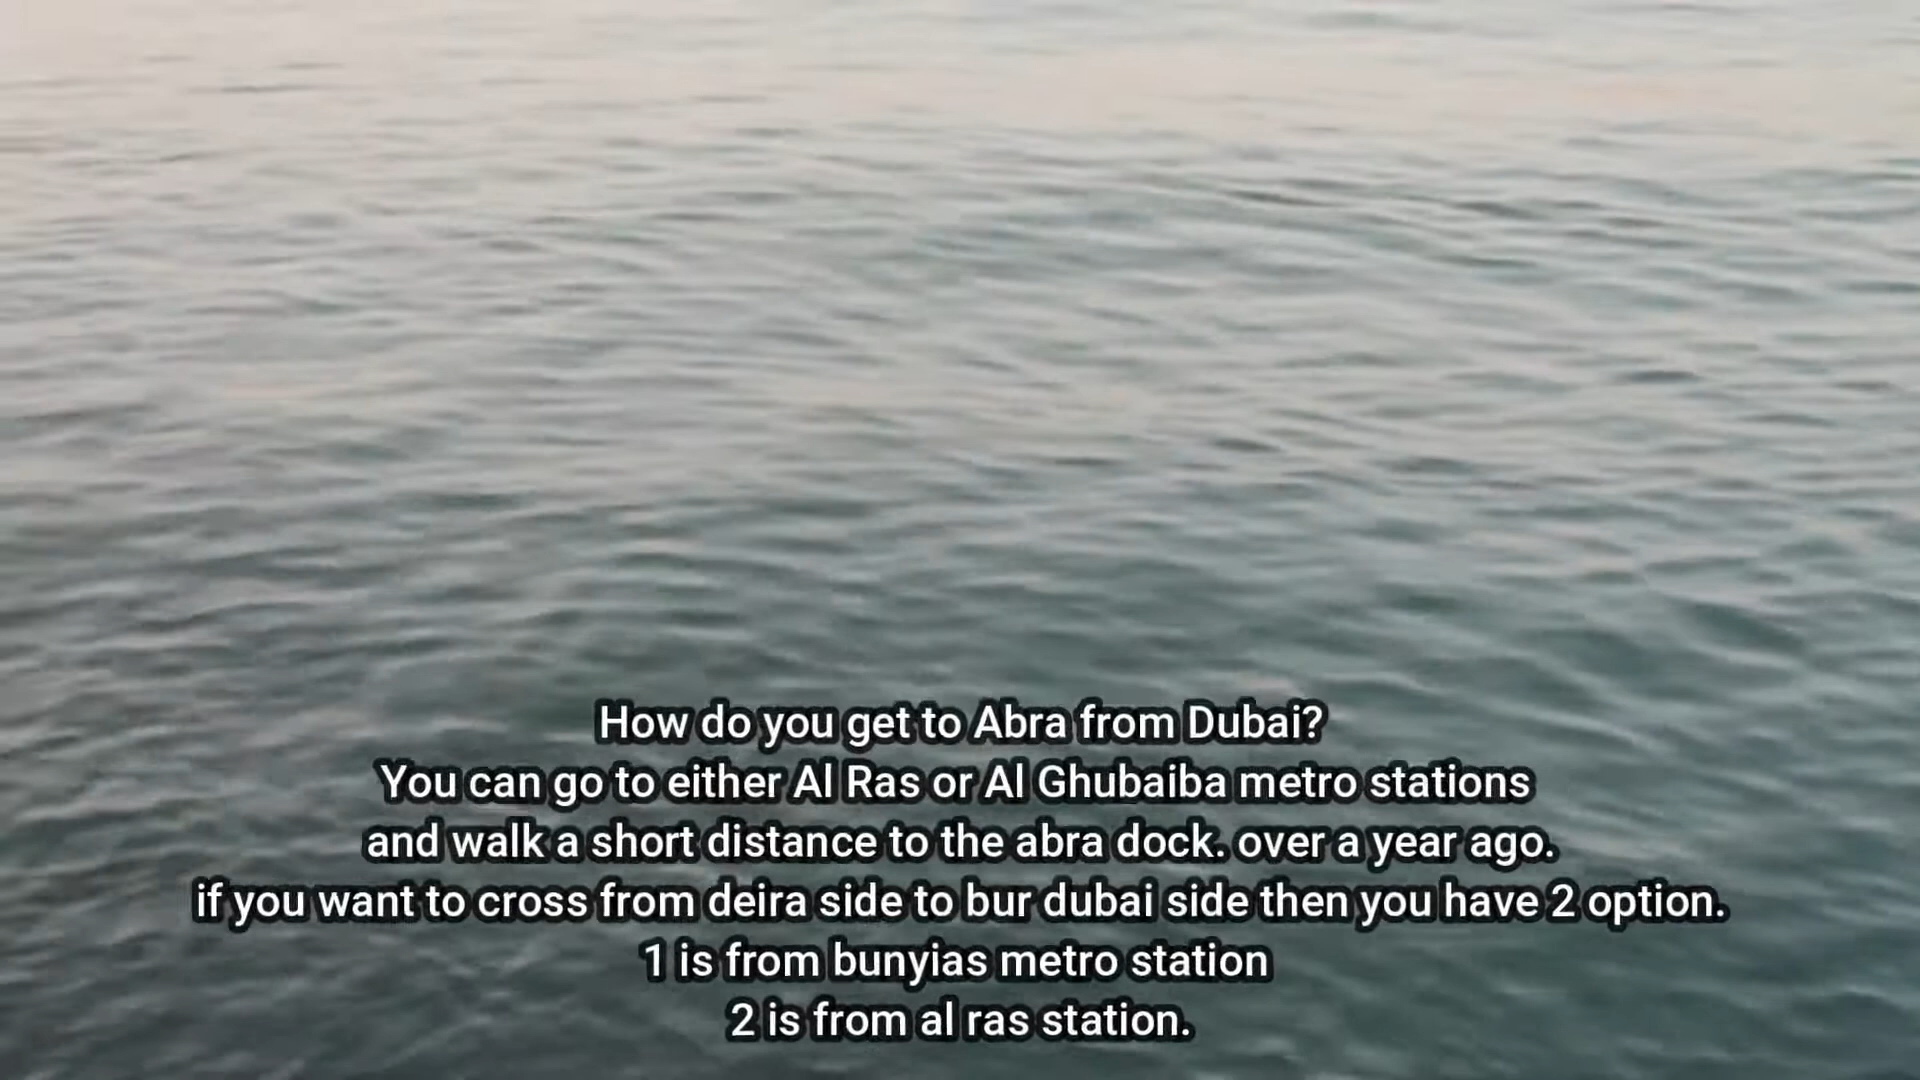 How do you get to Abra from Dubai?
You can go to either Al Ras or Al Ghubaiba metro stations
and walk a short distance to the abra dock. over a year ago.
if you want to cross from deira side to bur dubai side then you have 2 option.
1 is from bunyias metro station
2 is from al ras station.